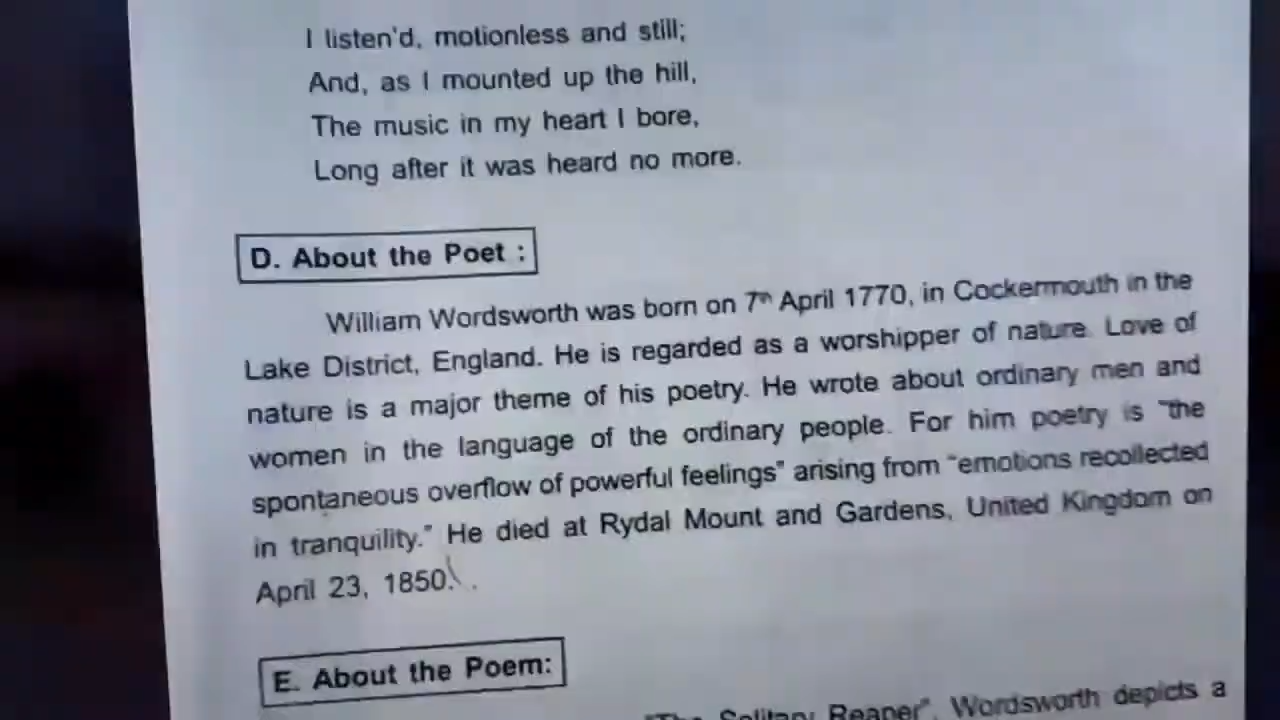 I listen'd, motionless and still;
And, as I mounted up the hill,
The music in my heart I bore,
Long after it was heard no more.
D. About the Poet :
William Wordsworth was born on 7th April 1770, in Cockermouth in the
Lake District, England. He is regarded as a worshipper of nature. Love of
nature is a major theme of his poetry. He wrote about ordinary men and
women in the language of the ordinary people. For him poetry is "the
spontaneous overflow of powerful feelings" arising from "emotions recollected
in tranquility." He died at Rydal Mount and Gardens, United Kingdom on
April 23, 1850.
E. About the Poem:
"The Solitary Reaper", Wordsworth depicts a